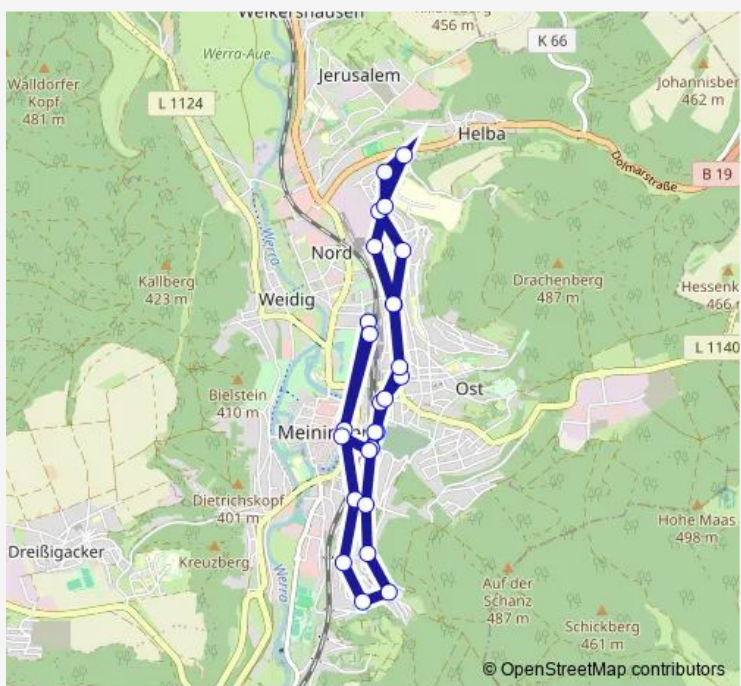 Welkershausen
456 m
K 66
Werra-Aue
Walldorfer
Kopf
481 m
Jerusalem
Johannisber
462 m
L 1124
Helba
B 19
Dolmarstraße
Werra
Nord
Kallberg
423 m
Weidig
Drachenberg
487 m
Hessenk
466 m
L 1140
Bielstein
410 m
Ost
Meiningen
Dietrichskopf
401 m
Hohe Maas
498 m
Dreißigacker
Kreuzberg
Werra
Auf der
Schanz
487 m
Schickberg
461 m
© OpenStreetMap contributors